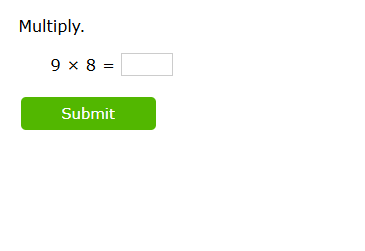 Multiply.
9 × 8 =
Submit